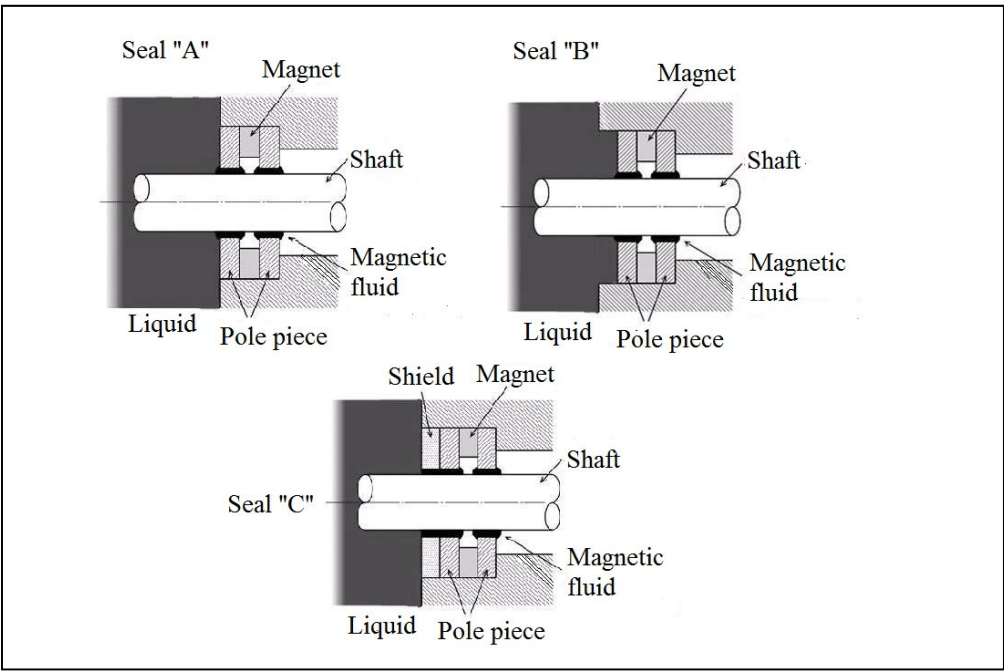 Seal "A"
Magnet
Shaft
Magnetic
fluid
Liquid
Pole piece
Seal "B"
Magnet
Shaft
Magnetic
fluid
Liquid
Pole piece
Shield
Magnet
Shaft
Seal "C"
Magnetic
fluid
Liquid
Pole piece